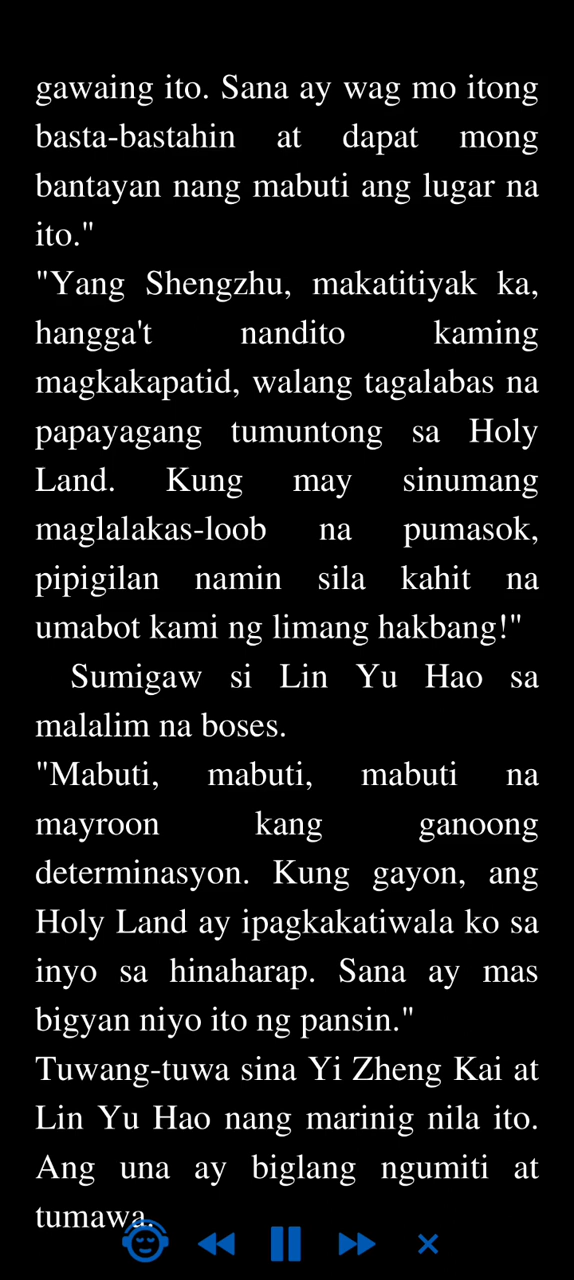 gawaing ito. Sana ay wag mo itong
basta-bastahin at dapat mong
bantayan nang mabuti ang lugar na
ito."
"Yang Shengzhu, makatitiyak ka,
hangga't nandito kaming
magkakapatid, walang tagalabas na
papayagang tumuntong sa Holy
Land. Kung may sinumang
maglalakas-loob na pumasok,
pipigilan namin sila kahit na
umabot kami ng limang hakbang!"
Sumigaw si Lin Yu Hao sa
malalim na boses.
"Mabuti, mabuti, mabuti na
mayroon kang ganoong
determinasyon. Kung gayon, ang
Holy Land ay ipagkakatiwala ko sa
inyo sa hinaharap. Sana ay mas
bigyan niyo ito ng pansin."
Tuwang-tuwa sina Yi Zheng Kai at
Lin Yu Hao nang marinig nila ito.
Ang una ay biglang ngumiti at
tumawa.